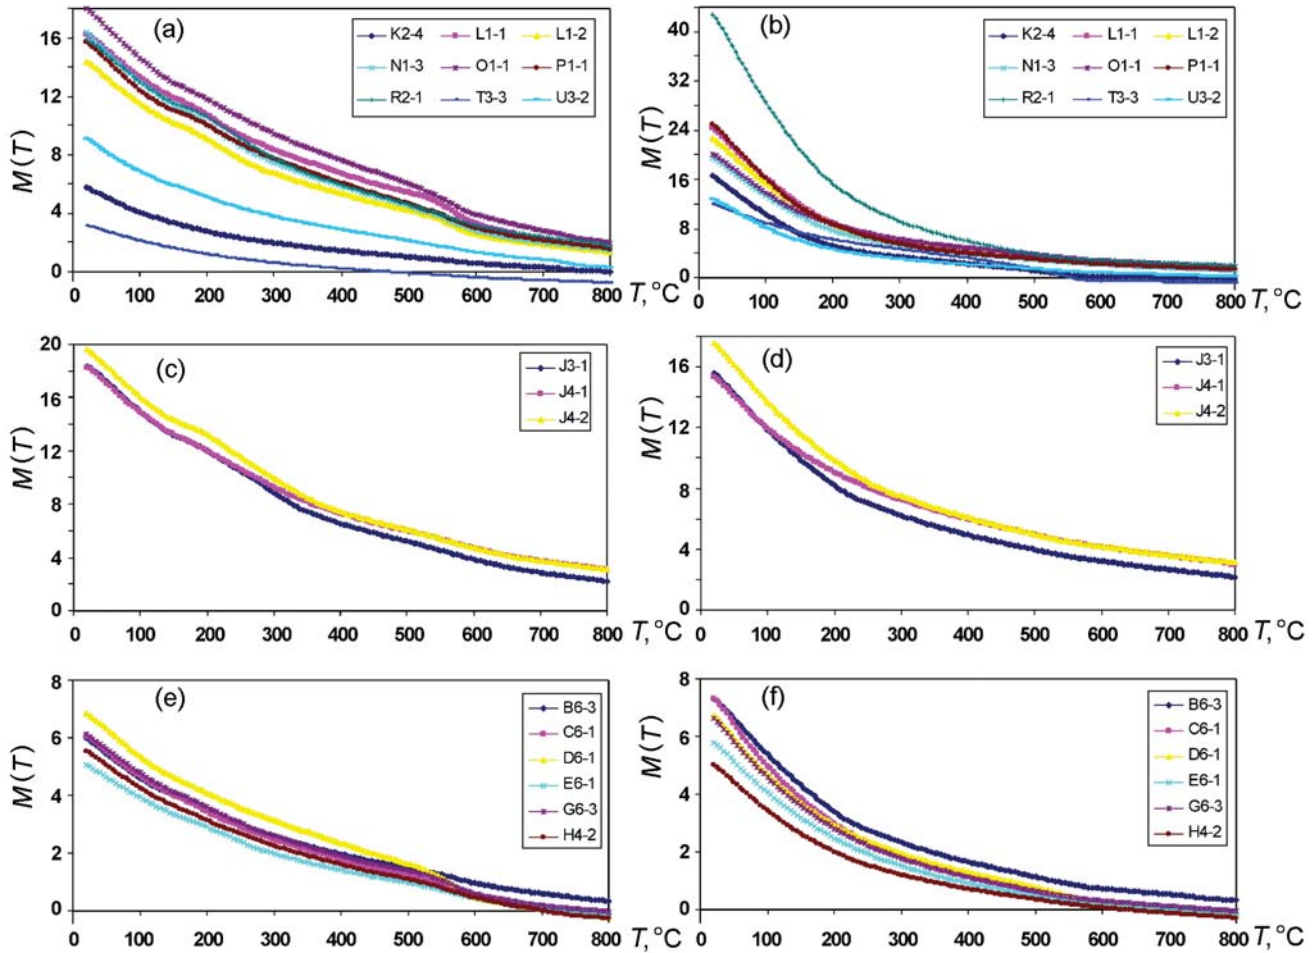 (a)
K2-4 L1-1 L1-2
N1-3 O1-1 P1-1
R2-1 T3-3 U3-2
M(T)
16
12
8
4
0
0 100 200 300 400 500 600 700 800 T, °C
(b)
K2-4 L1-1 L1-2
N1-3 O1-1 P1-1
R2-1 T3-3 U3-2
M(T)
40
32
24
16
8
0
0 100 200 300 400 500 600 700 800 T, °C
(c)
J3-1
J4-1
J4-2
M(T)
20
16
12
8
4
0
0 100 200 300 400 500 600 700 800 T, °C
(d)
J3-1
J4-1
J4-2
M(T)
16
12
8
4
0
0 100 200 300 400 500 600 700 800 T, °C
(e)
B6-3
C6-1
D6-1
E6-1
G6-3
H4-2
M(T)
8
6
4
2
0
0 100 200 300 400 500 600 700 800 T, °C
(f)
B6-3
C6-1
D6-1
E6-1
G6-3
H4-2
M(T)
8
6
4
2
0
0 100 200 300 400 500 600 700 800 T, °C